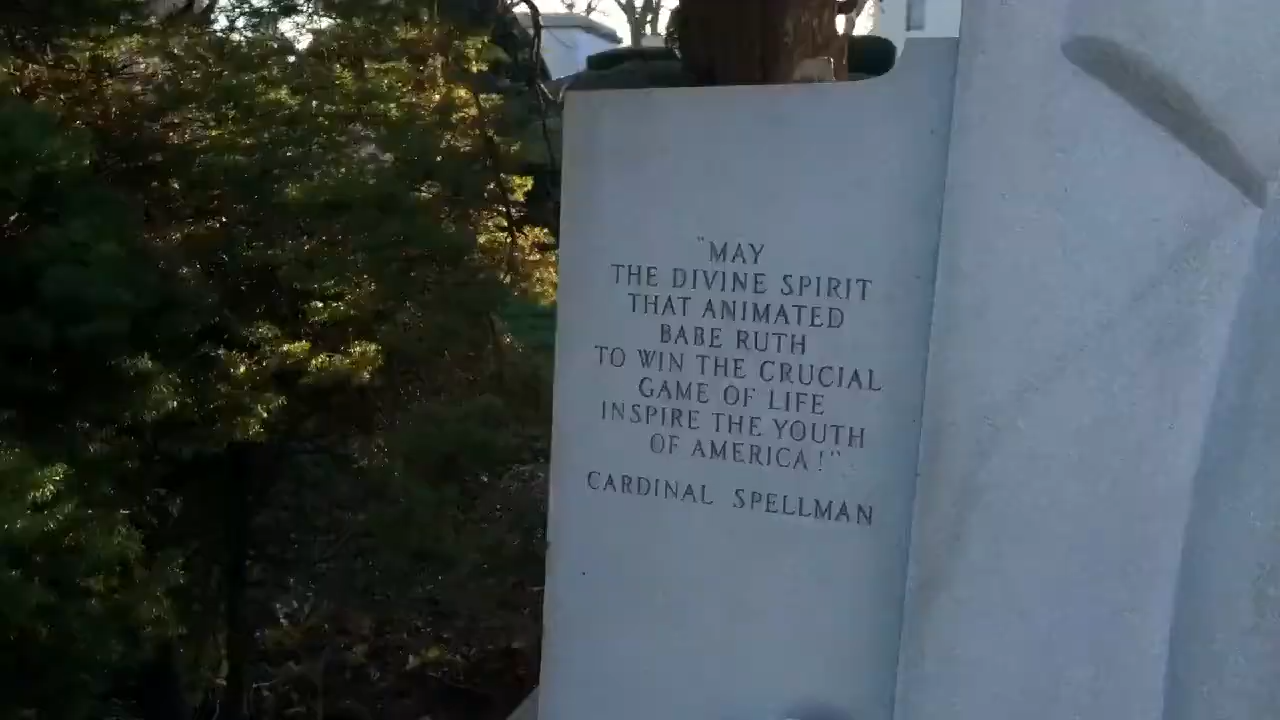 "MAY
THE DIVINE SPIRIT
THAT ANIMATED
BABE RUTH
TO WIN THE CRUCIAL
GAME OF LIFE
INSPIRE THE YOUTH
OF AMERICA!"
CARDINAL SPELLMAN